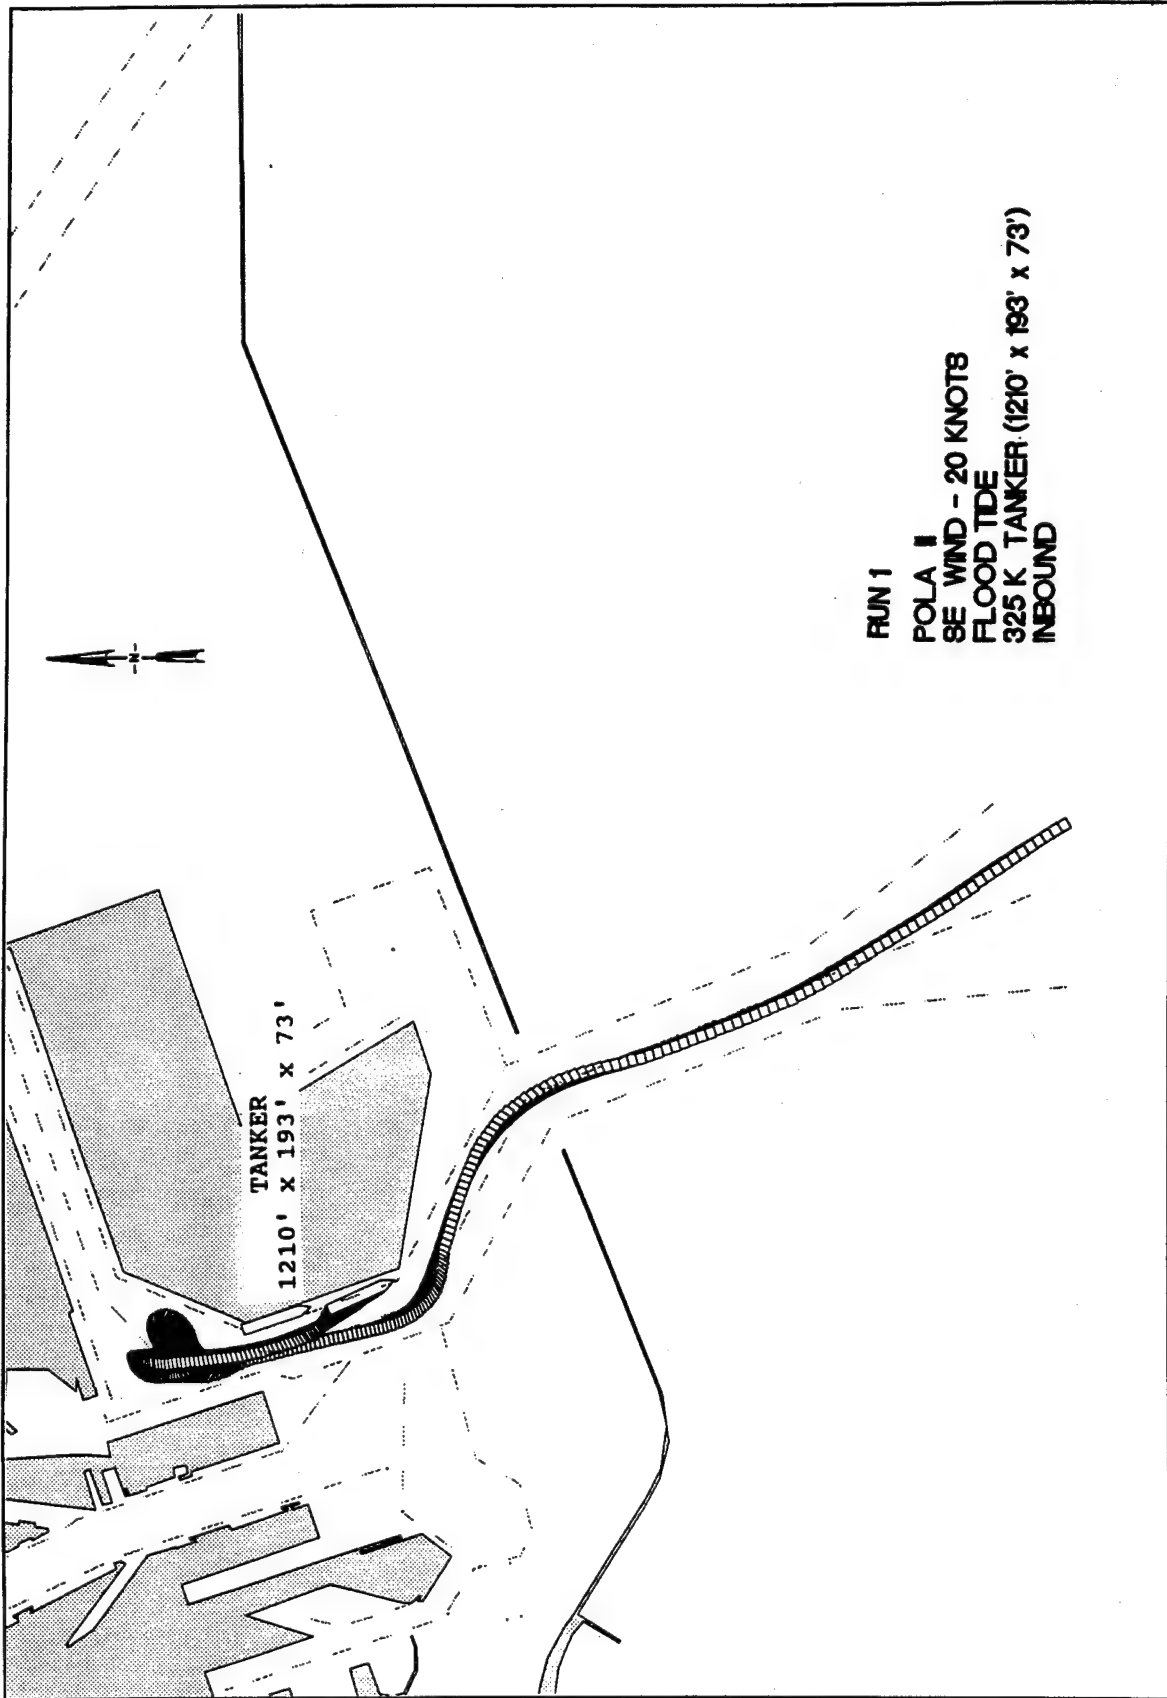 -N-
TANKER
1210' x 193' x 73'
RUN 1
POLA II
SE WIND - 20 KNOTS
FLOOD TIDE
325 K TANKER (1210' x 193' x 73')
INBOUND